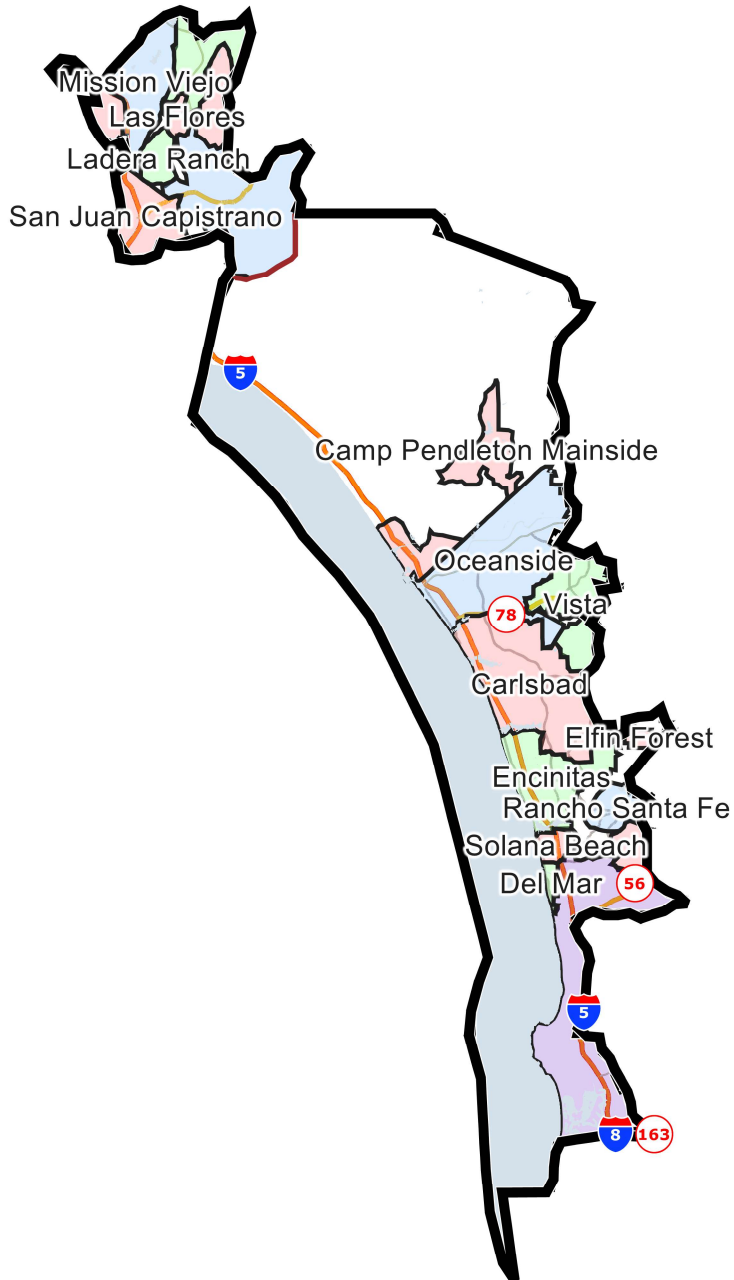 Mission Viejo
Las Flores
Ladera Ranch
San Juan Capistrano
5
Camp Pendleton Mainside
Oceanside
Vista
78
Carlsbad
Elfin Forest
Encinitas
Rancho Santa Fe
Solana Beach
Del Mar
56
5
8
163